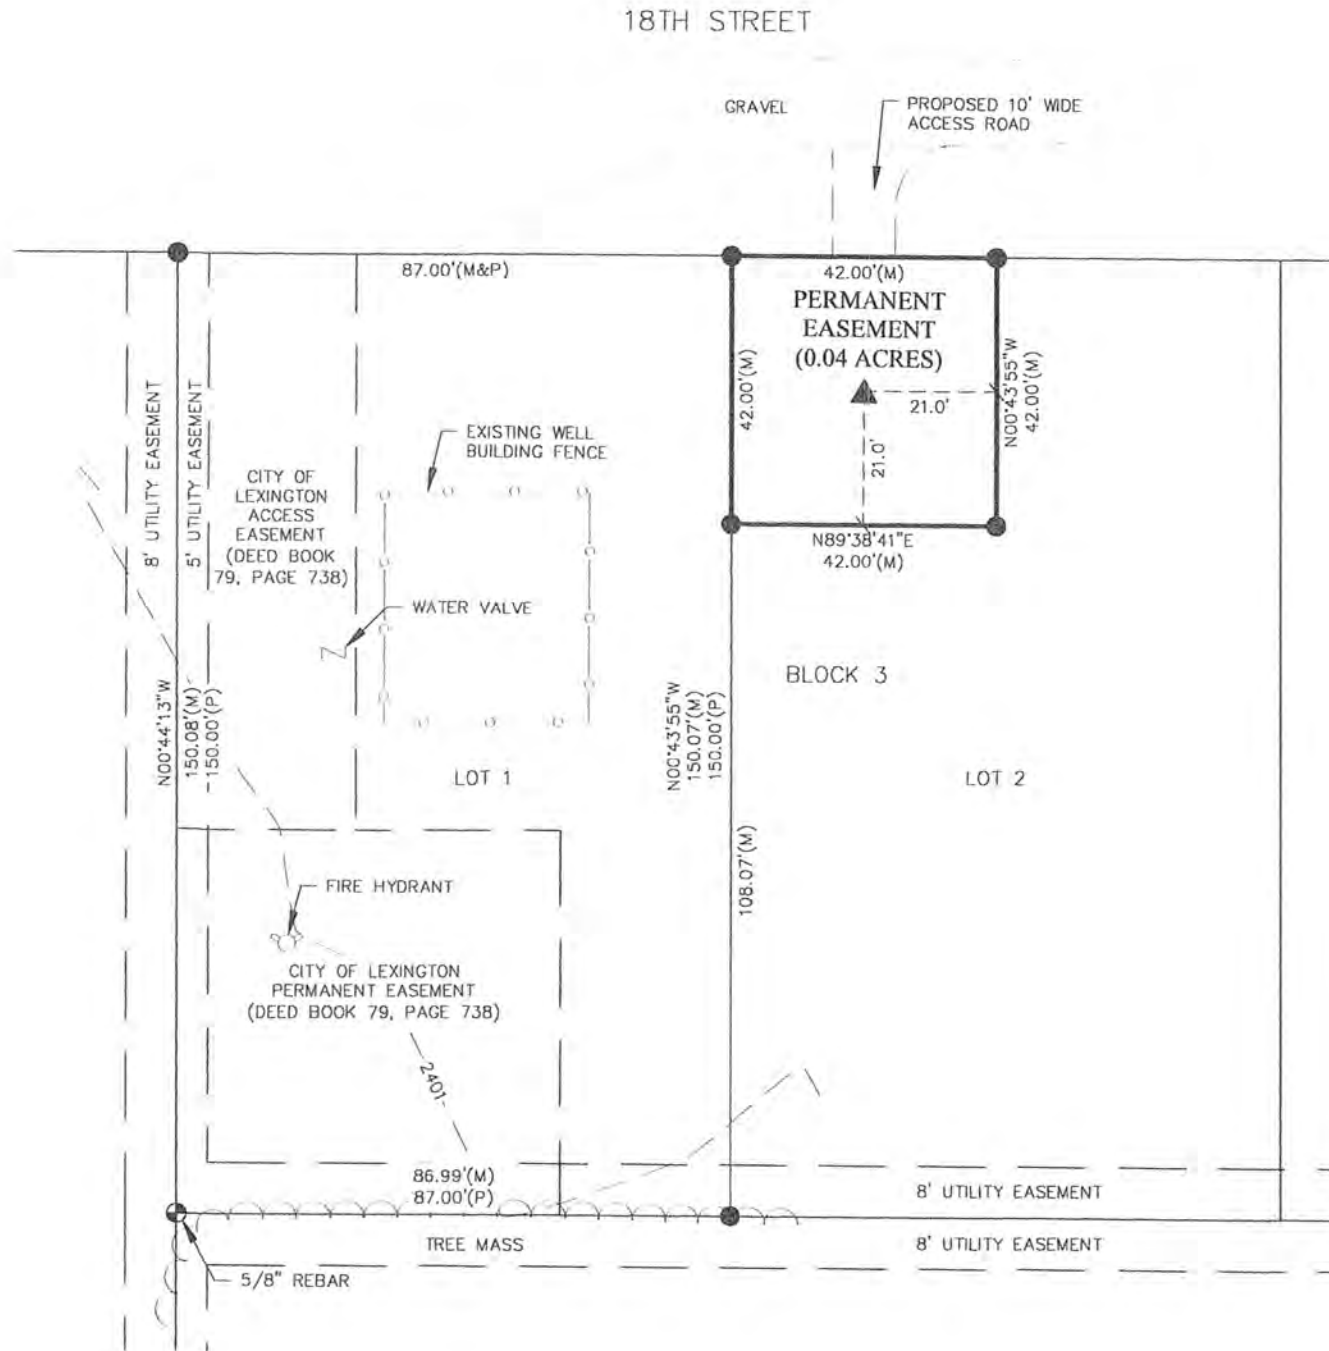 18TH STREET
GRAVEL
PROPOSED 10' WIDE
ACCESS ROAD
87.00'(M&P)
42.00'(M)
PERMANENT
EASEMENT
(0.04 ACRES)
42.00'(M)
N00°43'55"W
42.00'(M)
21.0'
21.0'
N89°38'41"E
42.00'(M)
8' UTILITY EASEMENT
5' UTILITY EASEMENT
EXISTING WELL
BUILDING FENCE
CITY OF
LEXINGTON
ACCESS
EASEMENT
(DEED BOOK
79, PAGE 738)
WATER VALVE
BLOCK 3
N00°44'13"W
150.08'(M)
150.00'(P)
N00°43'55"W
150.07'(M)
150.00'(P)
LOT 1
LOT 2
108.07'(M)
FIRE HYDRANT
CITY OF LEXINGTON
PERMANENT EASEMENT
(DEED BOOK 79, PAGE 738)
2401
86.99'(M)
87.00'(P)
8' UTILITY EASEMENT
TREE MASS
8' UTILITY EASEMENT
5/8" REBAR